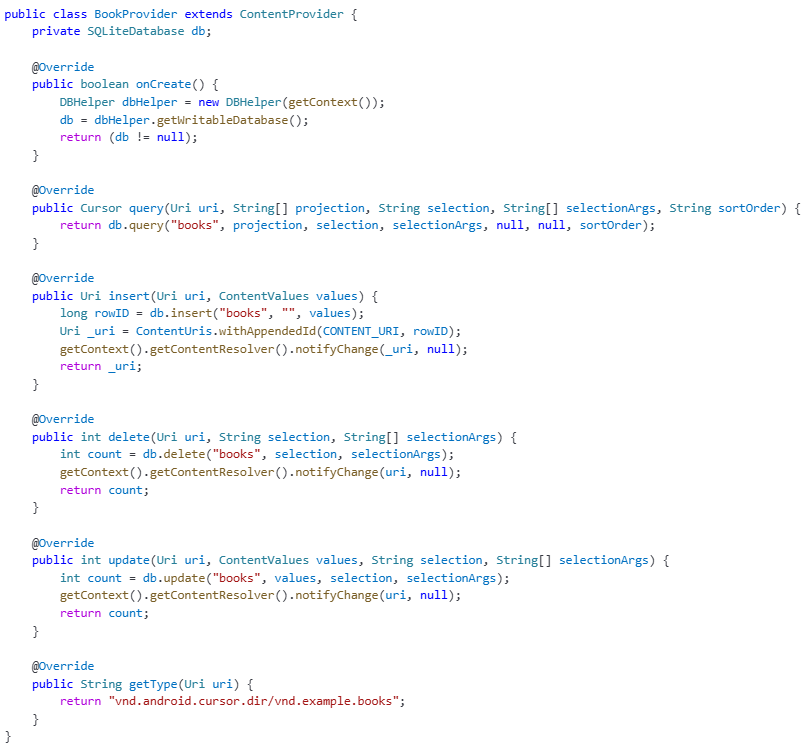 public class BookProvider extends ContentProvider {
    private SQLiteDatabase db;

    @Override
    public boolean onCreate() {
        DBHelper dbHelper = new DBHelper(getContext());
        db = dbHelper.getWritableDatabase();
        return (db != null);
    }

    @Override
    public Cursor query(Uri uri, String[] projection, String selection, String[] selectionArgs, String sortOrder) {
        return db.query("books", projection, selection, selectionArgs, null, null, sortOrder);
    }

    @Override
    public Uri insert(Uri uri, ContentValues values) {
        long rowID = db.insert("books", "", values);
        Uri _uri = ContentUris.withAppendedId(CONTENT_URI, rowID);
        getContext().getContentResolver().notifyChange(_uri, null);
        return _uri;
    }

    @Override
    public int delete(Uri uri, String selection, String[] selectionArgs) {
        int count = db.delete("books", selection, selectionArgs);
        getContext().getContentResolver().notifyChange(uri, null);
        return count;
    }

    @Override
    public int update(Uri uri, ContentValues values, String selection, String[] selectionArgs) {
        int count = db.update("books", values, selection, selectionArgs);
        getContext().getContentResolver().notifyChange(uri, null);
        return count;
    }

    @Override
    public String getType(Uri uri) {
        return "vnd.android.cursor.dir/vnd.example.books";
    }
}